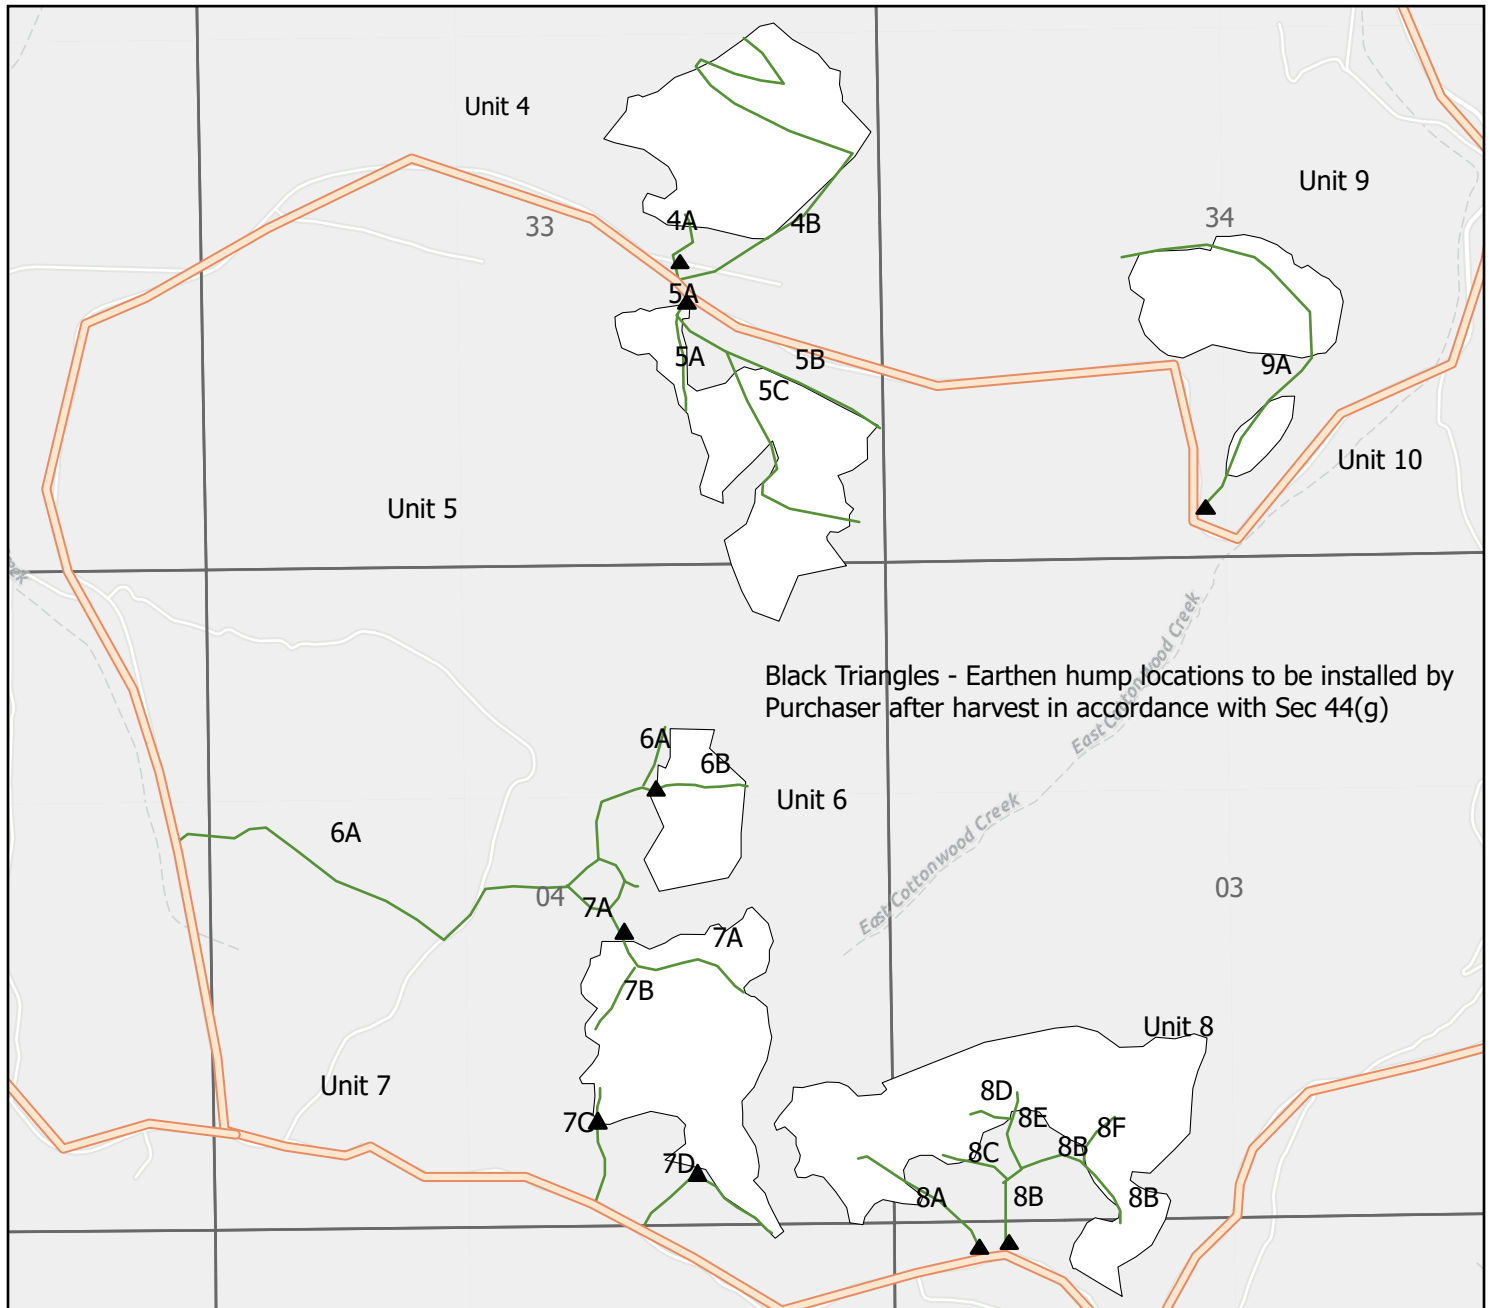 Unit 4
Unit 9
33
34
4A
4B
5A
5A
5B
5C
9A
Unit 10
Unit 5
ek
East Cottonwood Creek
Black Triangles - Earthen hump locations to be installed by
Purchaser after harvest in accordance with Sec 44(g)
6A
6B
Unit 6
6A
East Cottonwood Creek
04
03
7A
7A
7B
Unit 8
Unit 7
7C
7D
8D
8E
8F
8C
8B
8A
8B
8B